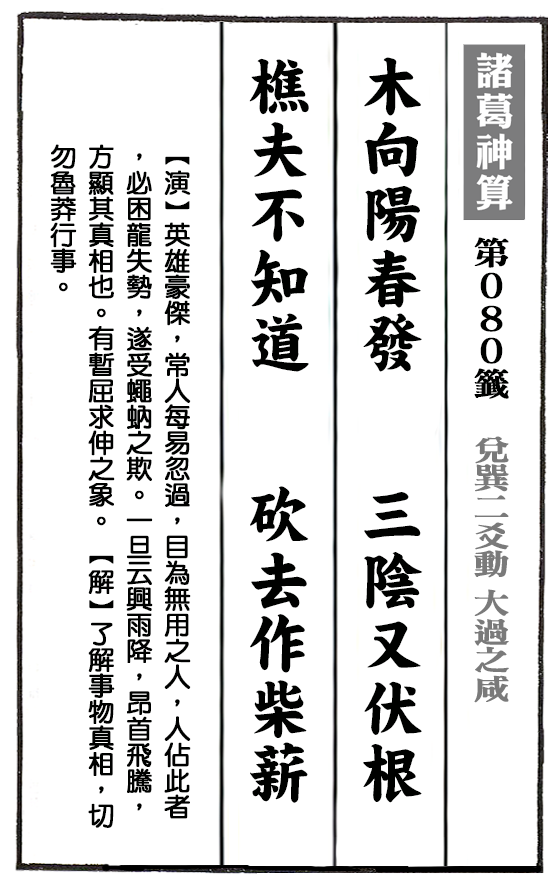 諸葛神算 第０８０籤 兌巽二爻動 大過之咸
木向陽春發 三陰又伏根
樵夫不知道 砍去作柴薪
【演】英雄豪傑，常人每易忽過，目為無用之人，人佔此者
，必困龍失勢，遂受蠅蚋之欺。一旦云興雨降，昂首飛騰，
方顯其真相也。有暫屈求伸之象。 【解】了解事物真相，切
勿魯莽行事。